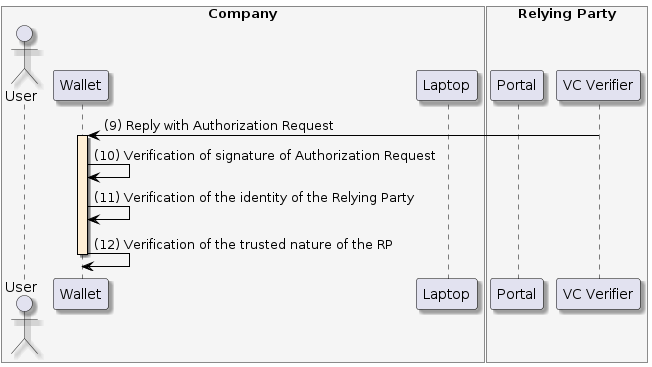 Company
Relying Party
User
Wallet
Laptop
Portal
VC Verifier
(9) Reply with Authorization Request
(10) Verification of signature of Authorization Request
(11) Verification of the identity of the Relying Party
(12) Verification of the trusted nature of the RP
User
Wallet
Laptop
Portal
VC Verifier